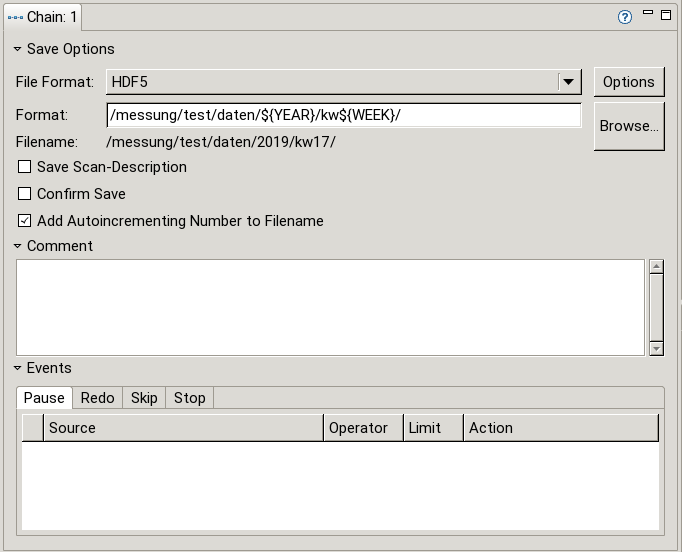 Chain: 1
Save Options
File Format: HDF5 Options
Format: /messung/test/daten/${YEAR}/kw${WEEK}/ Browse...
Filename: /messung/test/daten/2019/kw17/
Save Scan-Description
Confirm Save
Add Autoincrementing Number to Filename
Comment
Events
Pause Redo Skip Stop
Source Operator Limit Action